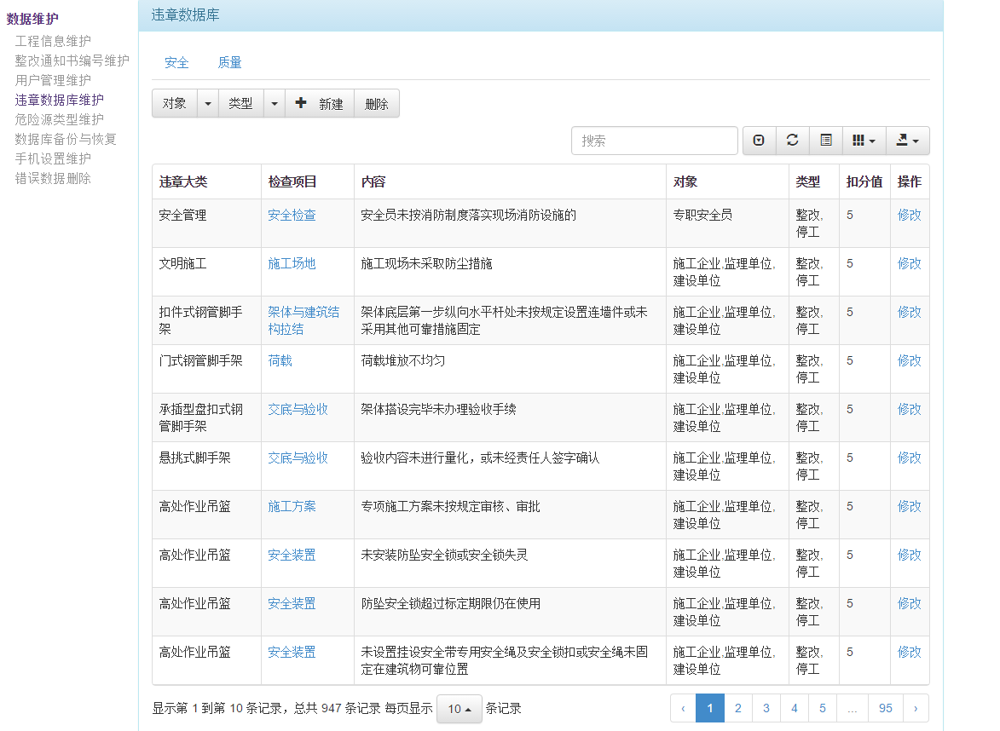 数据维护
工程信息维护
整改通知书编号维护
用户管理维护
违章数据库维护
危险源类型维护
数据库备份与恢复
手机设置维护
错误数据删除
违章数据库
安全 质量
对象 类型 新建 删除
搜索
违章大类 检查项目 内容 对象 类型 扣分值 操作
安全管理 安全检查 安全员未按消防制度落实现场消防设施的 专职安全员 整改, 5 修改
停工
文明施工 施工场地 施工现场未采取防尘措施 施工企业,监理单位, 整改, 5 修改
建设单位 停工
扣件式钢管脚手 架体与建筑结 架体底层第一步纵向水平杆处未按规定设置连墙件或未 施工企业,监理单位, 整改, 5 修改
架 构拉结 采用其他可靠措施固定 建设单位 停工
门式钢管脚手架 荷载 荷载堆放不均匀 施工企业,监理单位, 整改, 5 修改
建设单位 停工
承插型盘扣式钢 交底与验收 架体搭设完毕未办理验收手续 施工企业,监理单位, 整改, 5 修改
管脚手架 建设单位 停工
悬挑式脚手架 交底与验收 验收内容未进行量化，或未经责任人签字确认 施工企业,监理单位, 整改, 5 修改
建设单位 停工
高处作业吊篮 施工方案 专项施工方案未按规定审核、审批 施工企业,监理单位, 整改, 5 修改
建设单位 停工
高处作业吊篮 安全装置 未安装防坠安全锁或安全锁失灵 施工企业,监理单位, 整改, 5 修改
建设单位 停工
高处作业吊篮 安全装置 防坠安全锁超过标定期限仍在使用 施工企业,监理单位, 整改, 5 修改
建设单位 停工
高处作业吊篮 安全装置 未设置挂设安全带专用安全绳及安全锁扣或安全绳未固 施工企业,监理单位, 整改, 5 修改
定在建筑物可靠位置 建设单位 停工
显示第 1 到第 10 条记录，总共 947 条记录 每页显示 10 条记录 ‹ 1 2 3 4 5 ... 95 ›